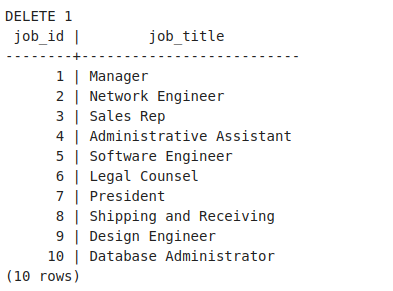 DELETE 1
 job_id |        job_title
--------+--------------------------
      1 | Manager
      2 | Network Engineer
      3 | Sales Rep
      4 | Administrative Assistant
      5 | Software Engineer
      6 | Legal Counsel
      7 | President
      8 | Shipping and Receiving
      9 | Design Engineer
     10 | Database Administrator
(10 rows)